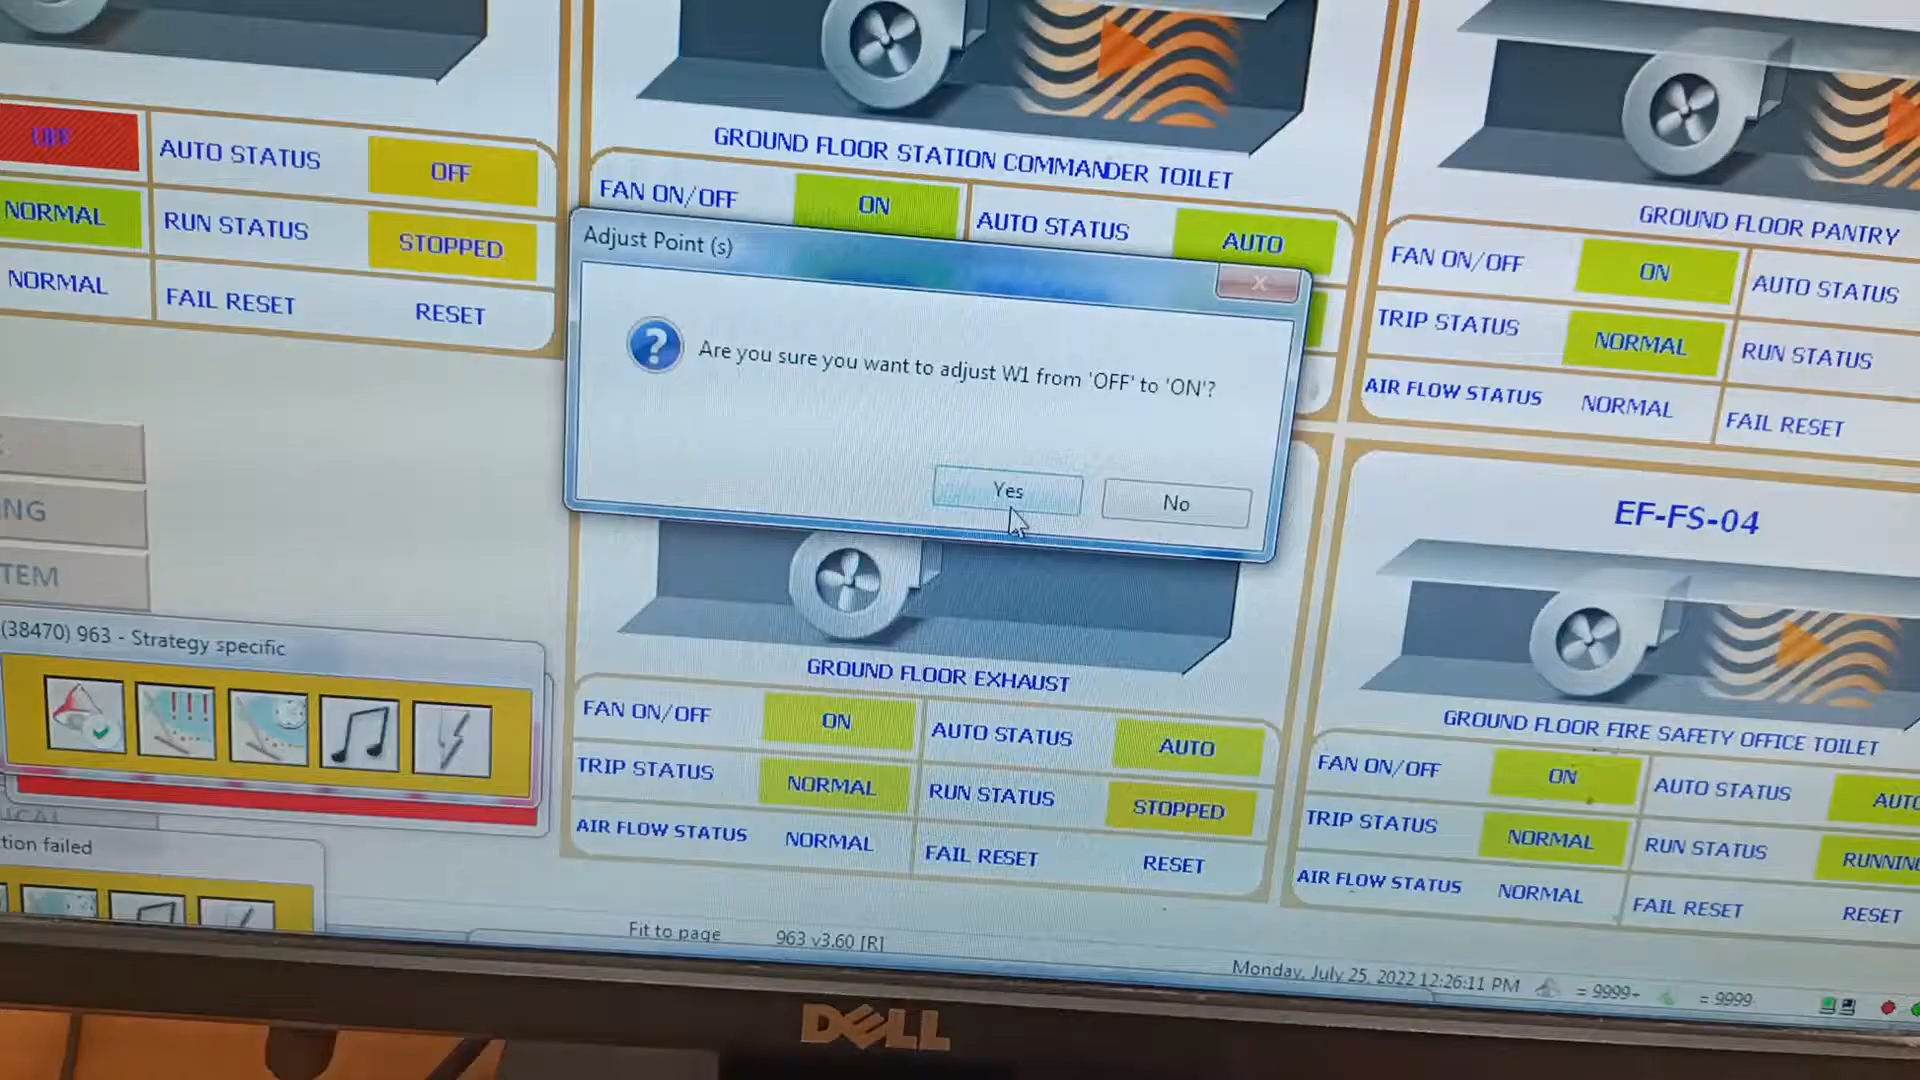 OFF
AUTO STATUS
OFF
NORMAL
RUN STATUS
STOPPED
NORMAL
FAIL RESET
RESET
GROUND FLOOR STATION COMMANDER TOILET
FAN ON/OFF
ON
AUTO STATUS
AUTO
GROUND FLOOR PANTRY
FAN ON/OFF
ON
AUTO STATUS
TRIP STATUS
NORMAL
RUN STATUS
AIR FLOW STATUS
NORMAL
FAIL RESET
Adjust Point (s)
X
Are you sure you want to adjust W1 from 'OFF' to 'ON'?
Yes
No
NG
TEM
(38470) 963 - Strategy specific
tion failed
GROUND FLOOR EXHAUST
FAN ON/OFF
ON
AUTO STATUS
AUTO
TRIP STATUS
NORMAL
RUN STATUS
STOPPED
AIR FLOW STATUS
NORMAL
FAIL RESET
RESET
EF-FS-04
GROUND FLOOR FIRE SAFETY OFFICE TOILET
FAN ON/OFF
ON
AUTO STATUS
AUTO
TRIP STATUS
NORMAL
RUN STATUS
RUNNING
AIR FLOW STATUS
NORMAL
FAIL RESET
RESET
Fit to page
963 v3.60 [R]
Monday, July 25, 2022 12:26:11 PM
= 9999+
= 9999
DELL